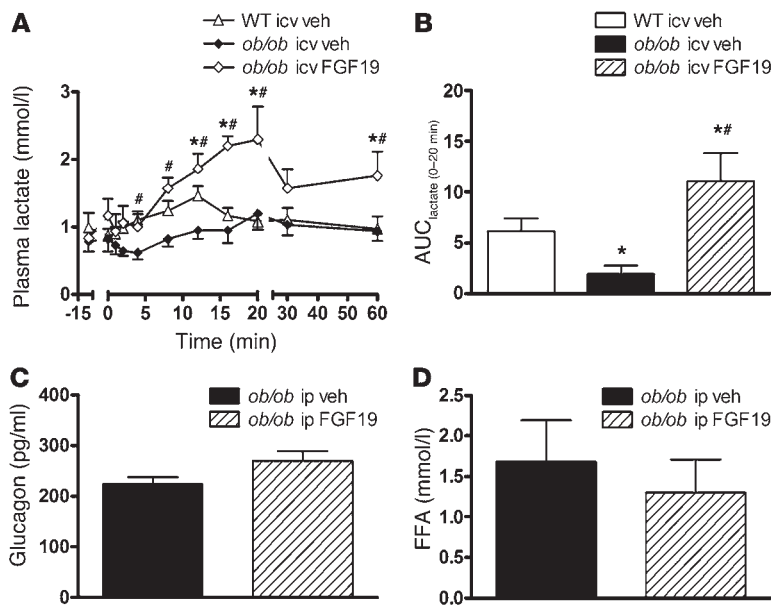 A
WT icv veh
ob/ob icv veh
ob/ob icv FGF19
Plasma lactate (mmol/l)
3
2
1
0
# # *# *# *# *#
-15 0 5 10 15 20 30 40 50 60
Time (min)
B
WT icv veh
ob/ob icv veh
ob/ob icv FGF19
AUClactate (0–20 min)
20
15
10
5
0
*
*#
C
ob/ob ip veh
ob/ob ip FGF19
Glucagon (pg/ml)
400
300
200
100
0
D
ob/ob ip veh
ob/ob ip FGF19
FFA (mmol/l)
2.5
2.0
1.5
1.0
0.5
0.0